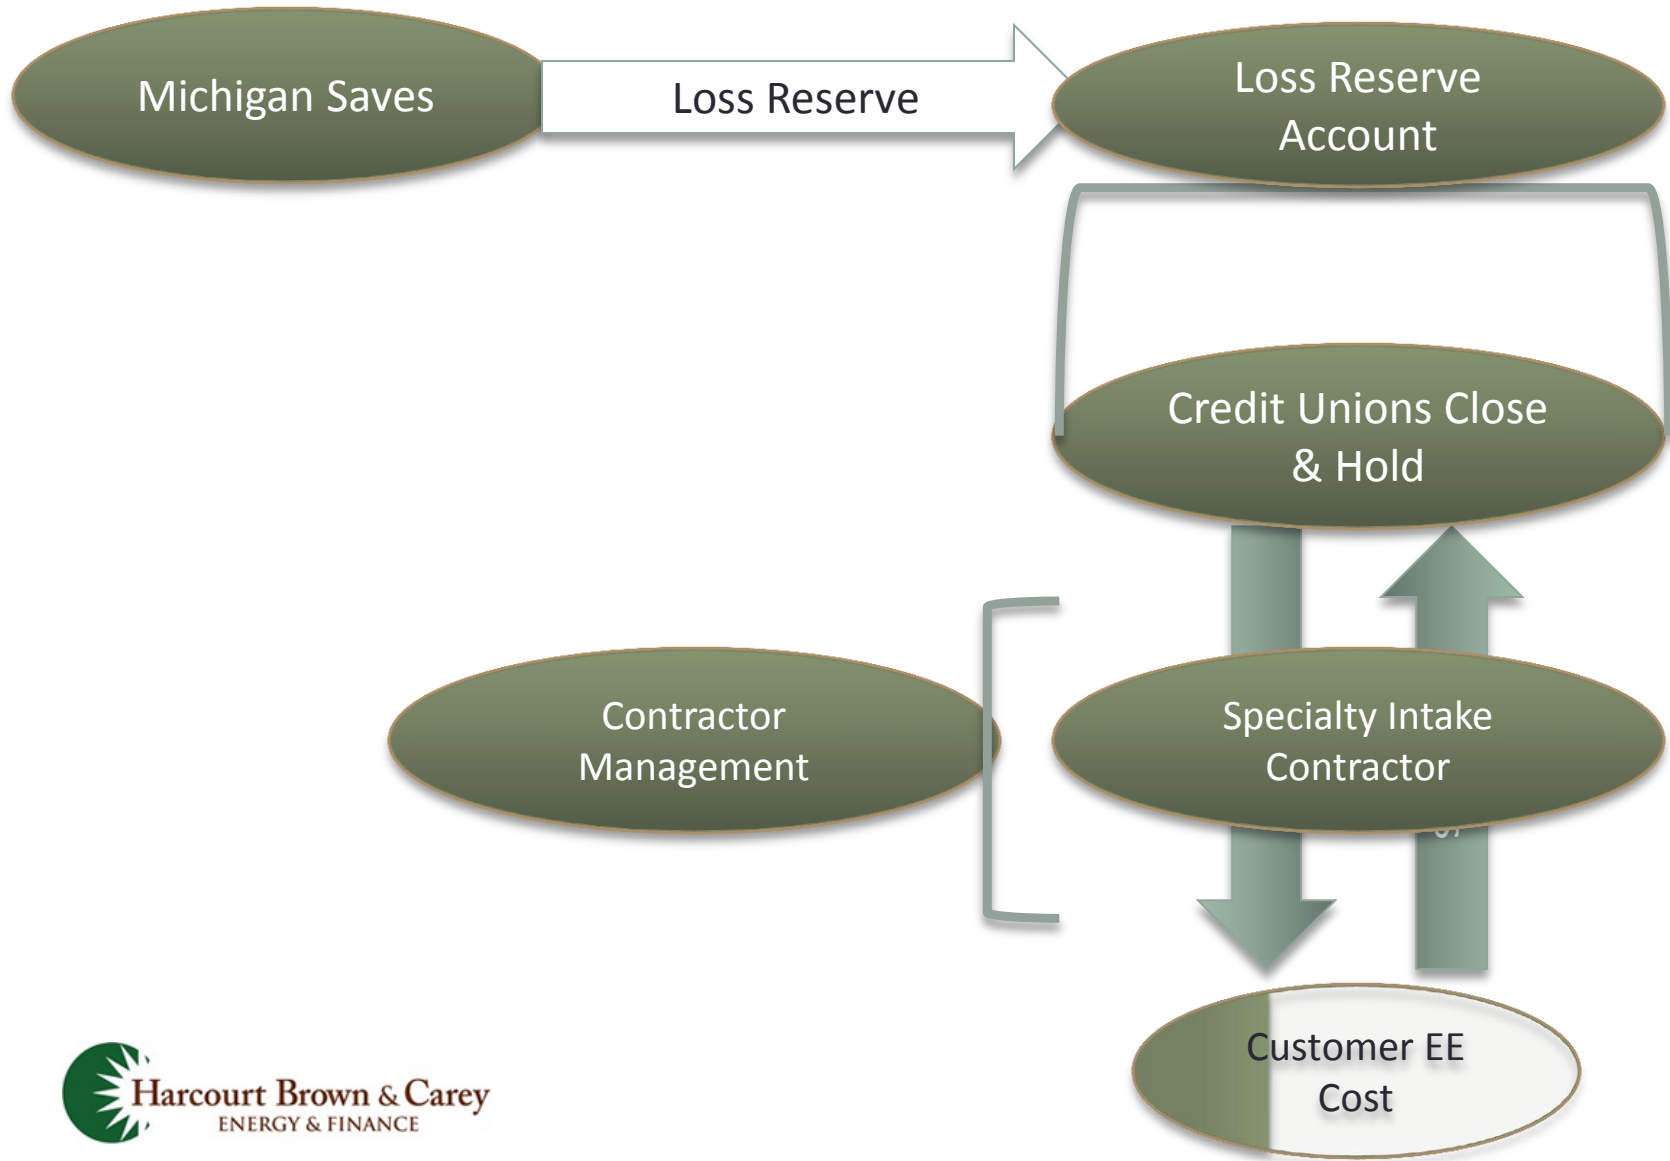 Michigan Saves
Loss Reserve
Loss Reserve
Account
Credit Unions Close
& Hold
Contractor
Management
Specialty Intake
Contractor
Customer EE
Cost
Harcourt Brown & Carey
ENERGY & FINANCE